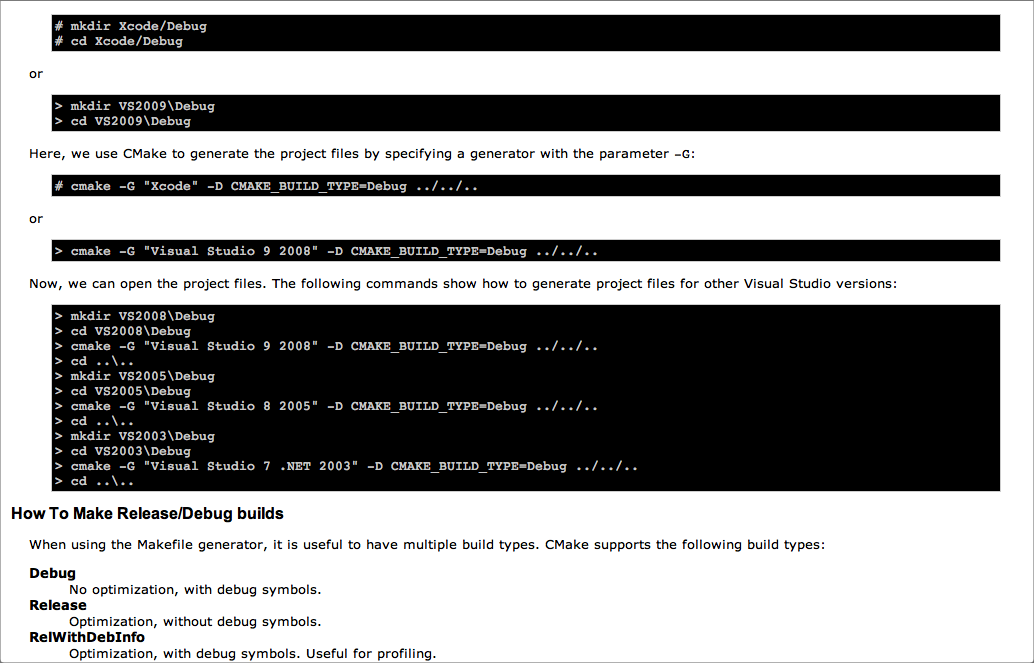 # mkdir Xcode/Debug
# cd Xcode/Debug
or
> mkdir VS2009\Debug
> cd VS2009\Debug
Here, we use CMake to generate the project files by specifying a generator with the parameter -G:
# cmake -G "Xcode" -D CMAKE_BUILD_TYPE=Debug ../../..
or
> cmake -G "Visual Studio 9 2008" -D CMAKE_BUILD_TYPE=Debug ../../..
Now, we can open the project files. The following commands show how to generate project files for other Visual Studio versions:
> mkdir VS2008\Debug
> cd VS2008\Debug
> cmake -G "Visual Studio 9 2008" -D CMAKE_BUILD_TYPE=Debug ../../..
> cd ..\..
> mkdir VS2005\Debug
> cd VS2005\Debug
> cmake -G "Visual Studio 8 2005" -D CMAKE_BUILD_TYPE=Debug ../../..
> cd ..\..
> mkdir VS2003\Debug
> cd VS2003\Debug
> cmake -G "Visual Studio 7 .NET 2003" -D CMAKE_BUILD_TYPE=Debug ../../..
> cd ..\..
How To Make Release/Debug builds
When using the Makefile generator, it is useful to have multiple build types. CMake supports the following build types:
Debug
No optimization, with debug symbols.
Release
Optimization, without debug symbols.
RelWithDebInfo
Optimization, with debug symbols. Useful for profiling.